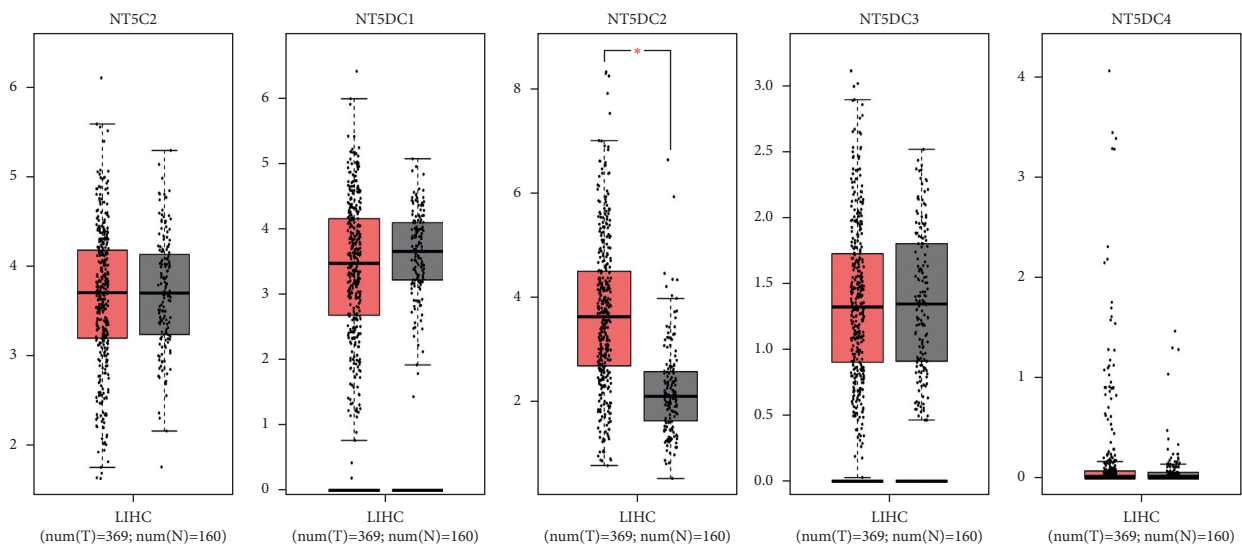 NT5C2
6
5
4
3
2
LIHC
(num(T)=369; num(N)=160)
NT5DC1
6
5
4
3
2
1
0
LIHC
(num(T)=369; num(N)=160)
NT5DC2
*
8
6
4
2
LIHC
(num(T)=369; num(N)=160)
NT5DC3
3.0
2.5
2.0
1.5
1.0
0.5
0.0
LIHC
(num(T)=369; num(N)=160)
NT5DC4
4
3
2
1
0
LIHC
(num(T)=369; num(N)=160)